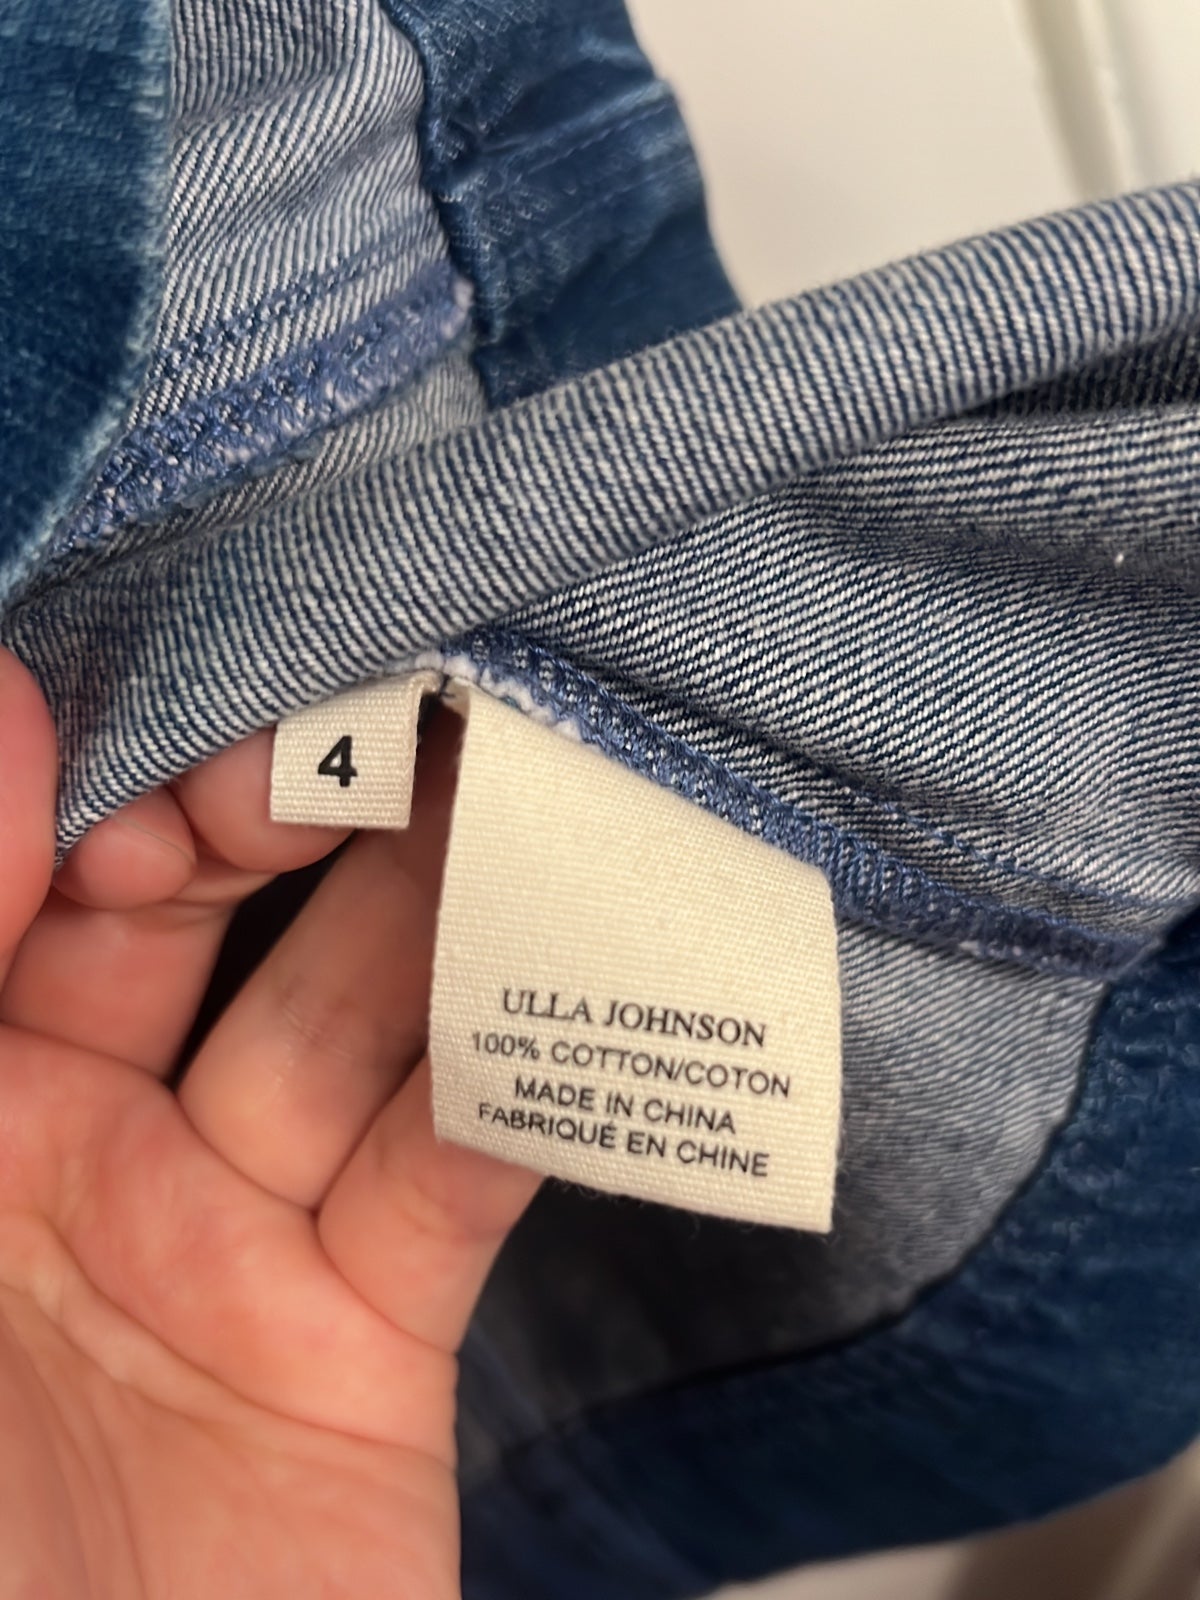 4
ULLA JOHNSON
100% COTTON/COTON
MADE IN CHINA
FABRIQUÉ EN CHINE